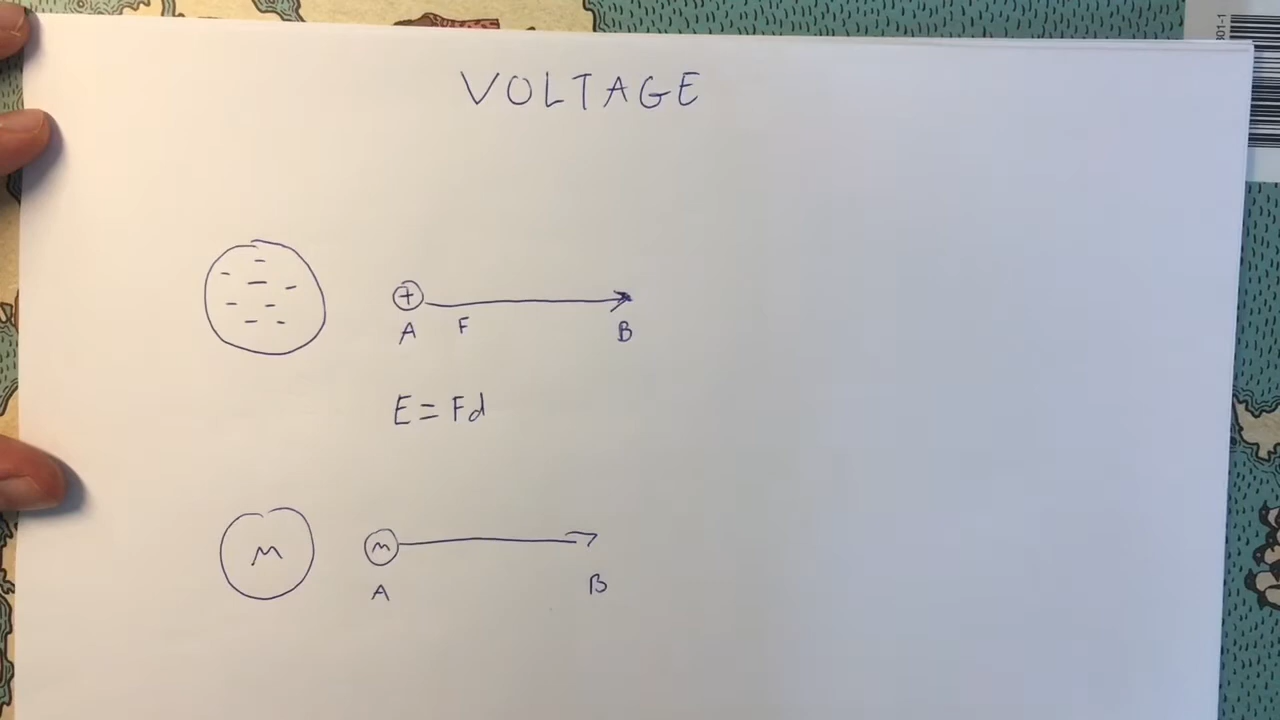 VOLTAGE
+
A F B
E = Fd
M m
A B